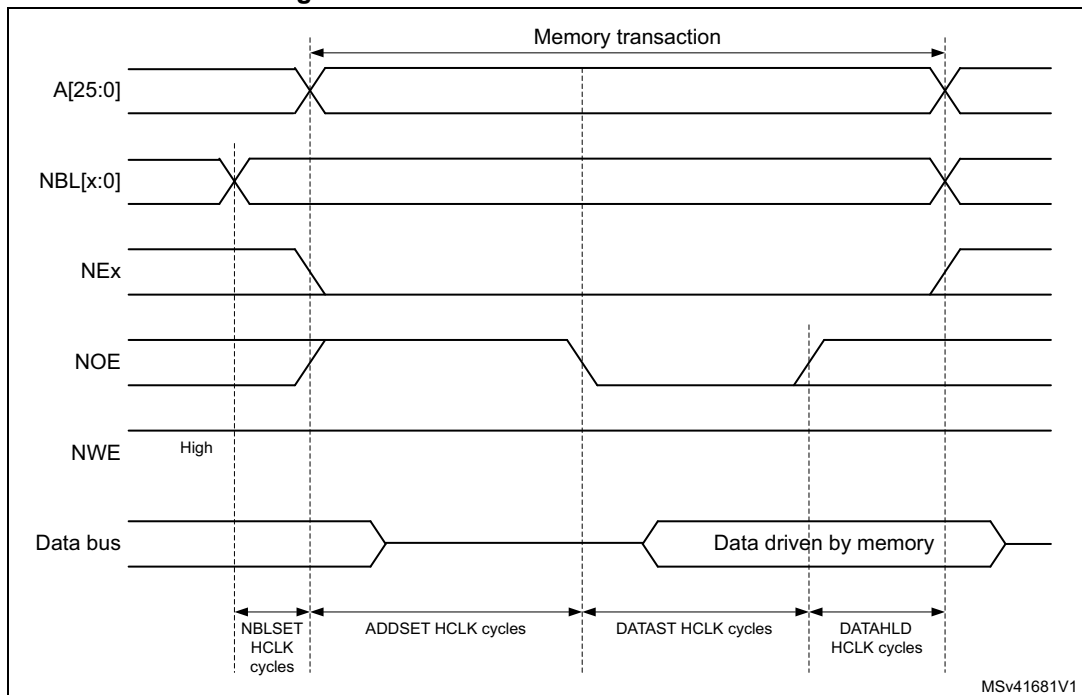 g
Memory transaction
A[25:0]
NBL[x:0]
NEx
NOE
High
NWE
Data bus
Data driven by memory
NBLSET
HCLK
cycles
ADDSET HCLK cycles
DATAST HCLK cycles
DATAHLD
HCLK cycles
MSv41681V1